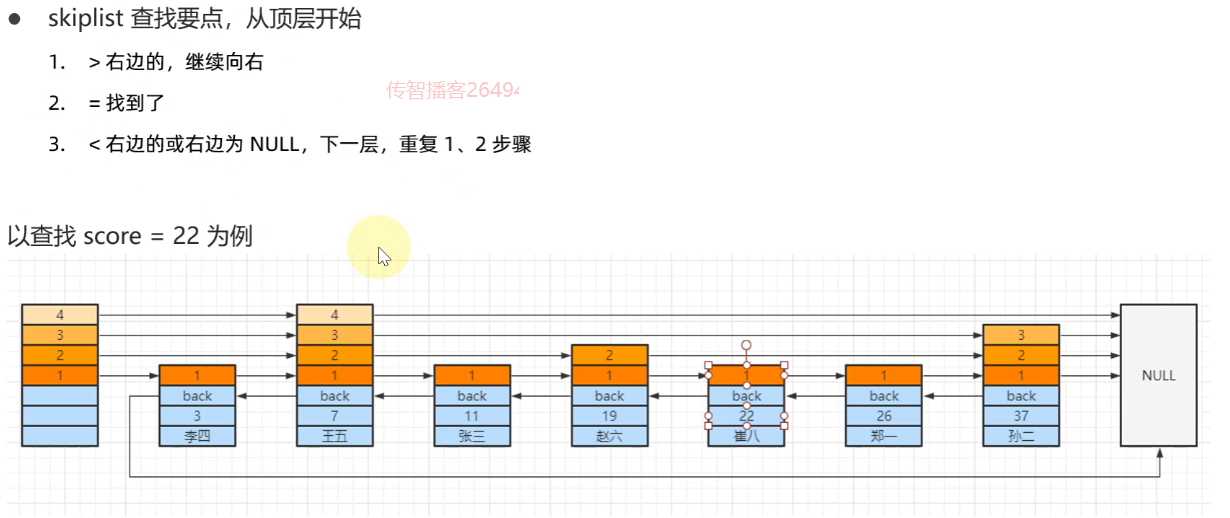 ● skiplist 查找要点，从顶层开始
1. > 右边的，继续向右
传智播客26494
2. = 找到了
3. < 右边的或右边为 NULL，下一层，重复 1、2 步骤
以查找 score = 22 为例
4 4
3 3 3
2 2 2 2
1 1 1 1 1 1 1 1 NULL
back back back back back back back
3 7 11 19 22 26 37
李四 王五 张三 赵六 崔八 郑一 孙二